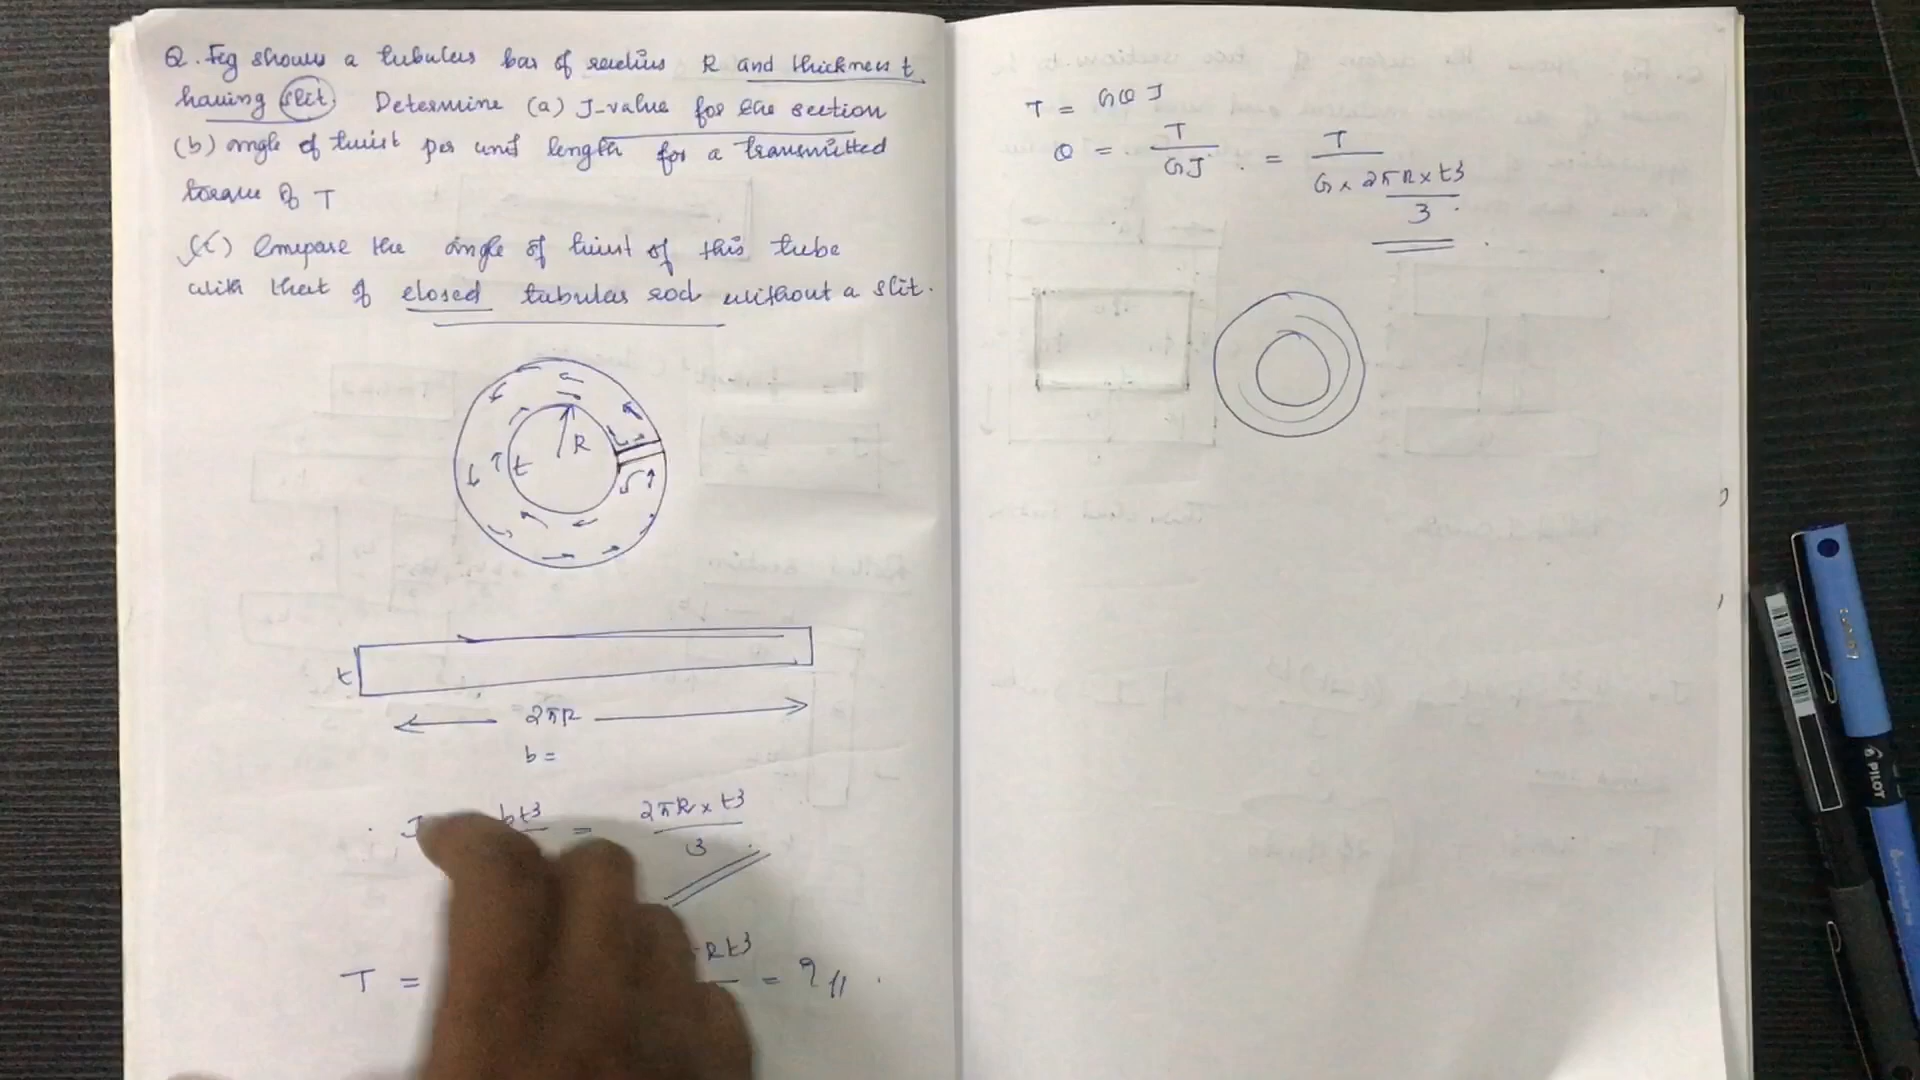 Q. Fig shows a tubular bar of radius R and thickness t
having slit. Determine (a) J-value for the section
(b) angle of twist per unit length for a transmitted
torque of T
(c) Compare the angle of twist of this tube
with that of closed tubular rod without a slit.
R
t
t
2πR
b =
∴ J bt3 = 2πR x t3 / 3
T = Rt3 =
T = GθJ
θ = T / GJ = T / G x 2πR x t3 / 3
PILOT